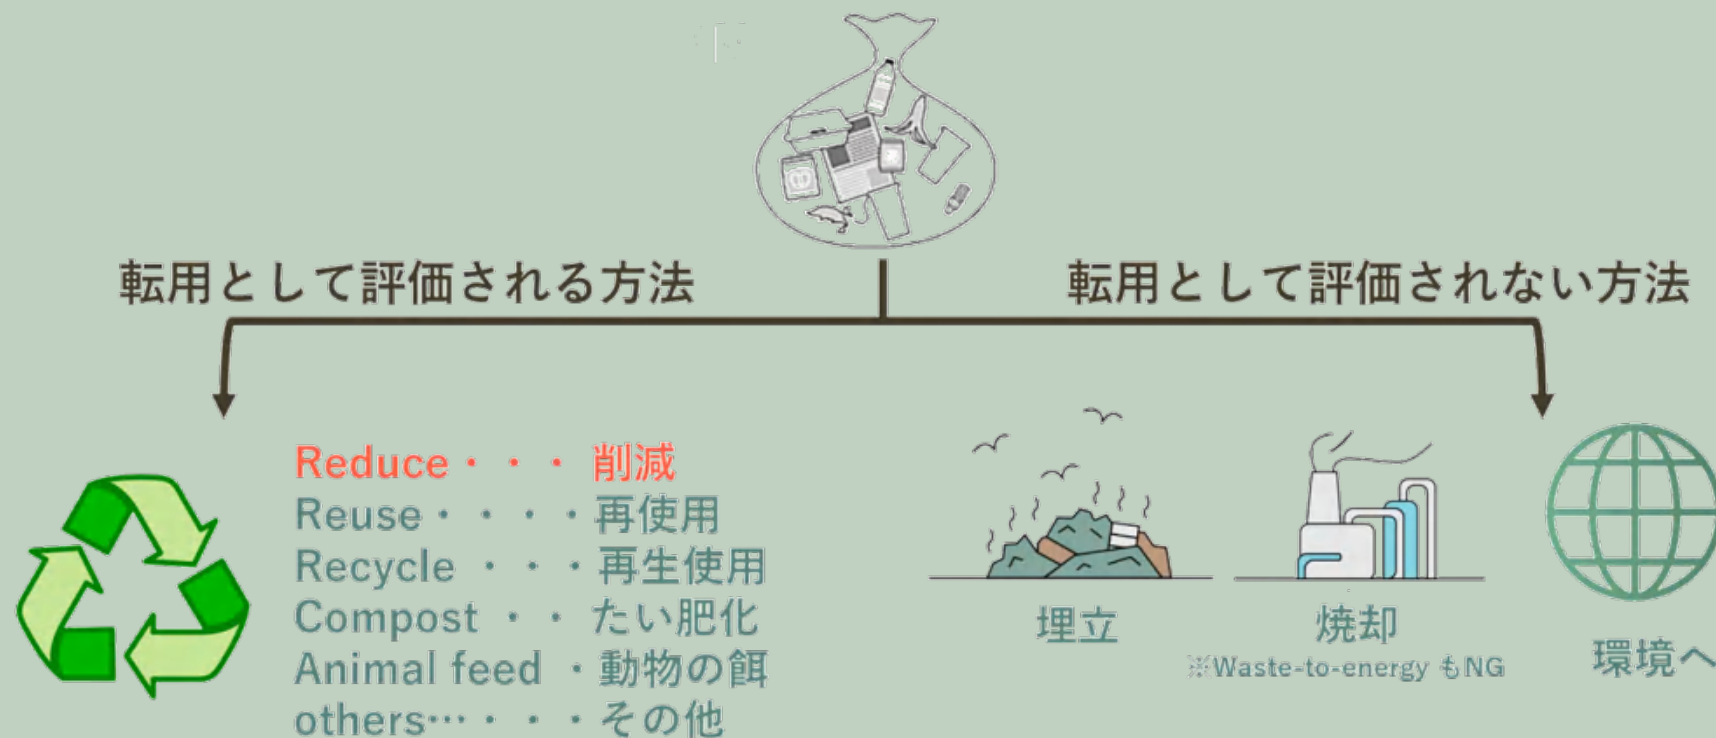 転用として評価される方法
転用として評価されない方法
Reduce・・・ 削減
Reuse・・・・再使用
Recycle ・・・再生使用
Compost ・・ たい肥化
Animal feed ・動物の餌
others…・・・その他
埋立
焼却
※Waste-to-energy もNG
環境へ